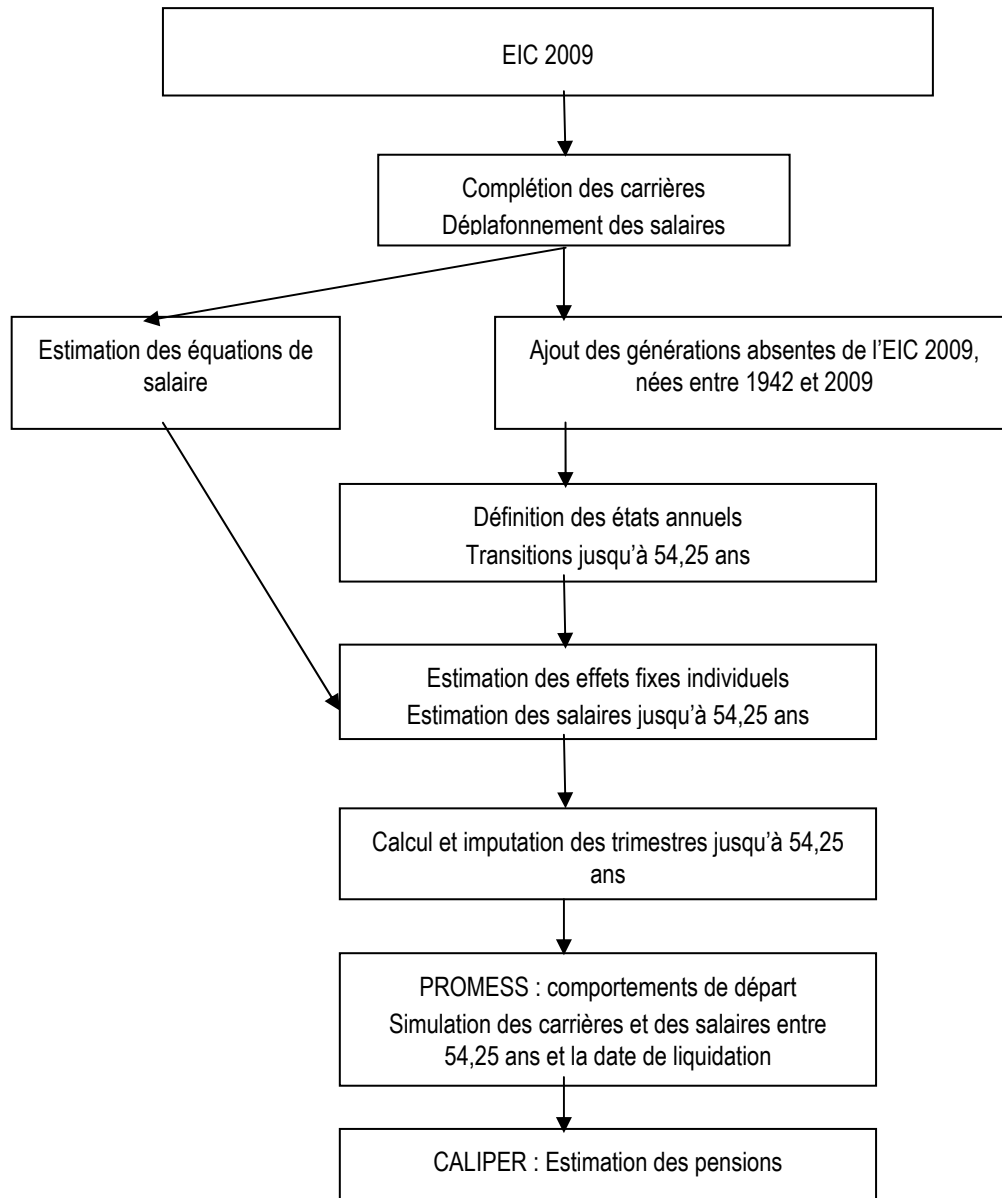 EIC 2009
Complétion des carrières
Déplafonnement des salaires
Estimation des équations de
salaire
Ajout des générations absentes de l’EIC 2009,
nées entre 1942 et 2009
Définition des états annuels
Transitions jusqu’à 54,25 ans
Estimation des effets fixes individuels
Estimation des salaires jusqu’à 54,25 ans
Calcul et imputation des trimestres jusqu’à 54,25
ans
PROMESS : comportements de départ
Simulation des carrières et des salaires entre
54,25 ans et la date de liquidation
CALIPER : Estimation des pensions